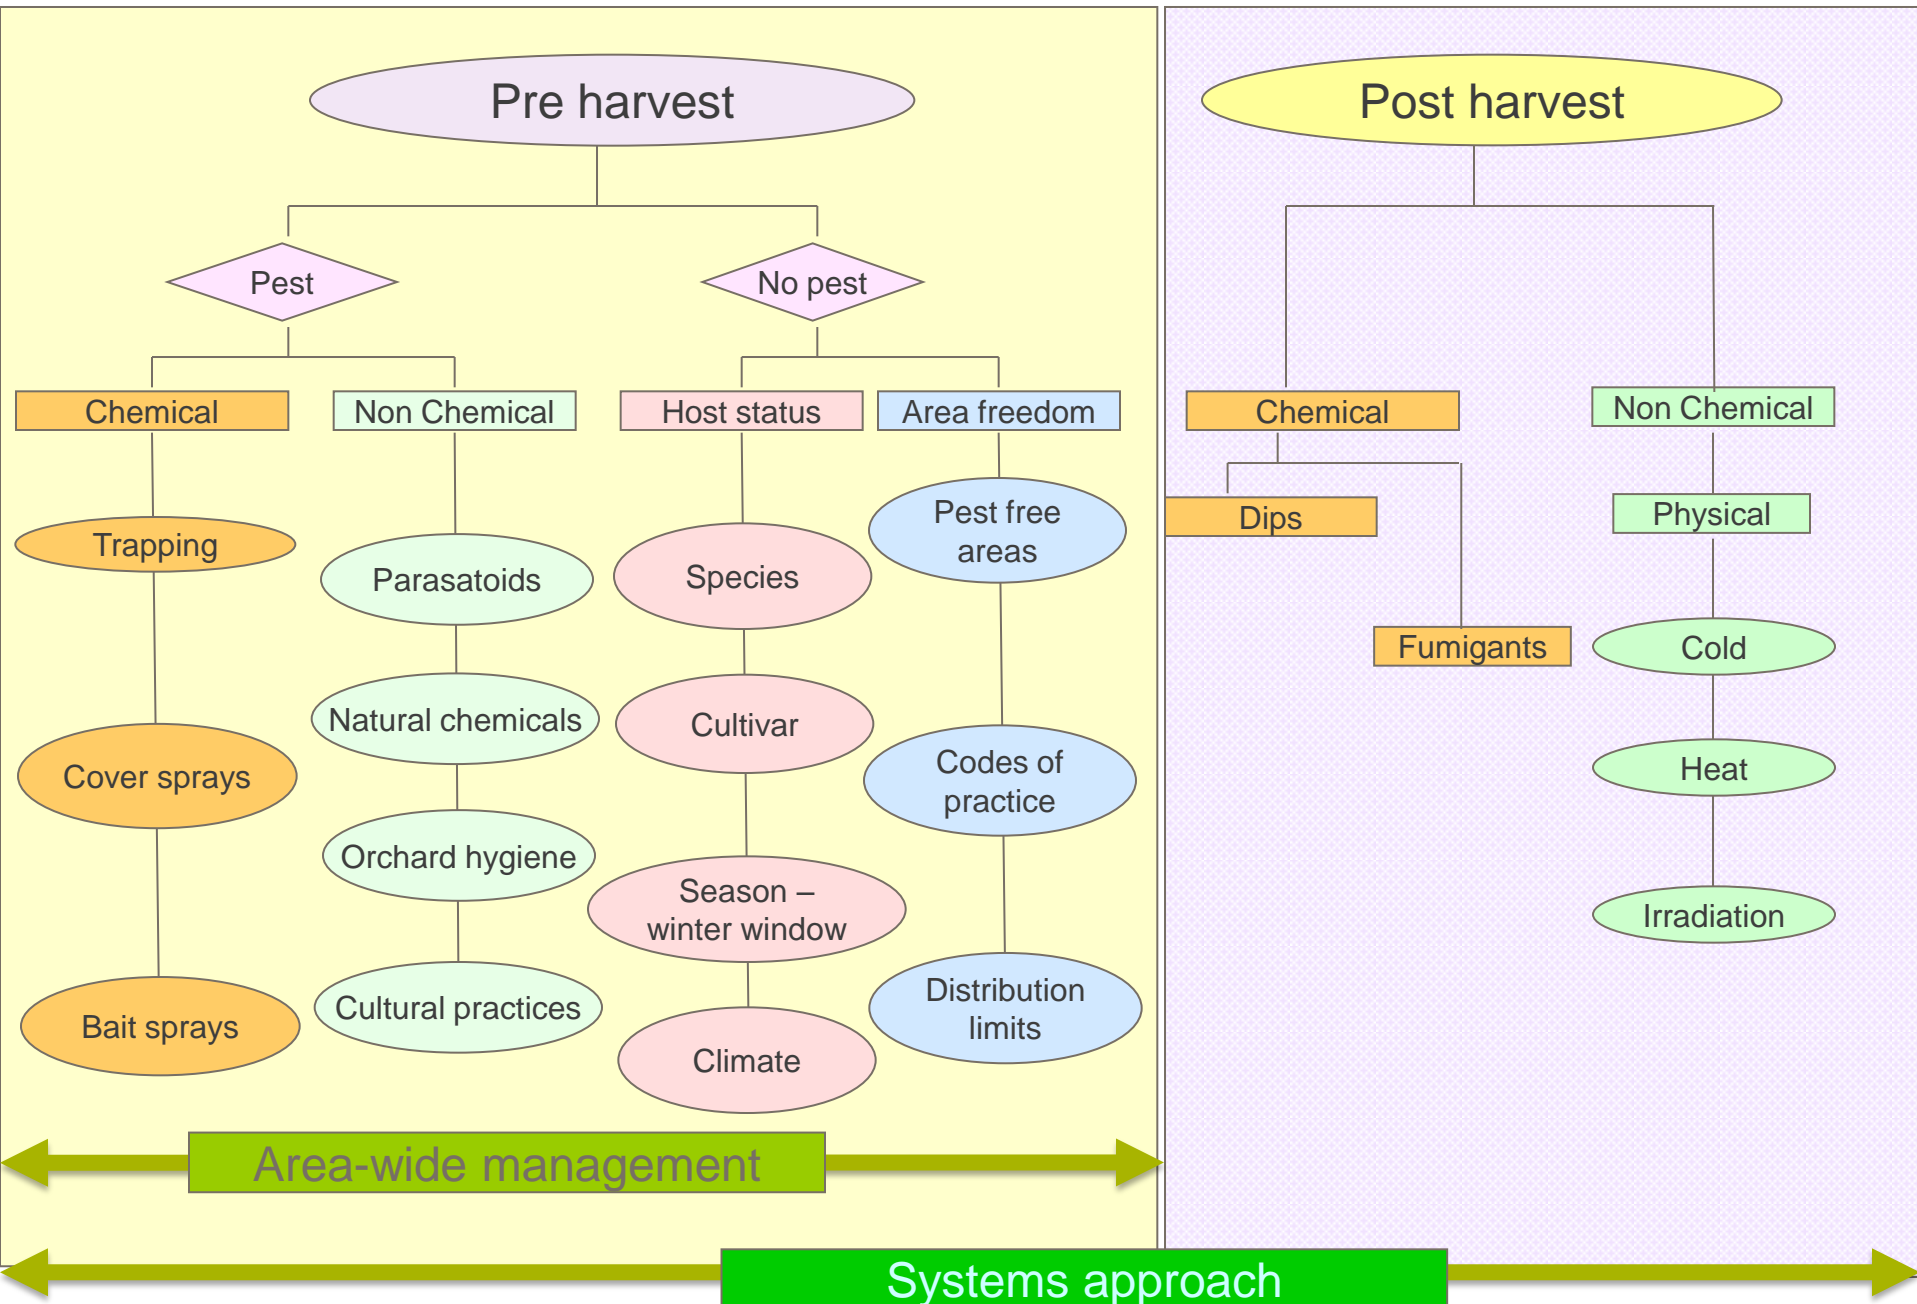 Pre harvest
Post harvest
Pest
No pest
Chemical
Non Chemical
Host status
Area freedom
Chemical
Non Chemical
Trapping
Cover sprays
Bait sprays
Parasatoids
Natural chemicals
Orchard hygiene
Cultural practices
Species
Cultivar
Season –
winter window
Climate
Pest free
areas
Codes of
practice
Distribution
limits
Dips
Fumigants
Physical
Cold
Heat
Irradiation
Area-wide management
Systems approach